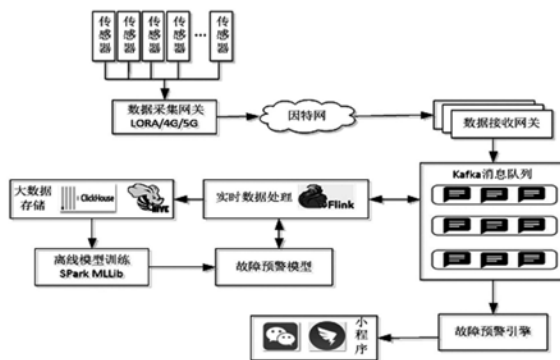 传感器 传感器 传感器 传感器 ... 传感器
数据采集网关
LORA/4G/5G
因特网
数据接收网关
Kafka消息队列
大数据存储
ClickHouse
HIVE
实时数据处理
Flink
离线模型训练
SPark MLLib
故障预警模型
小程序
故障预警引擎